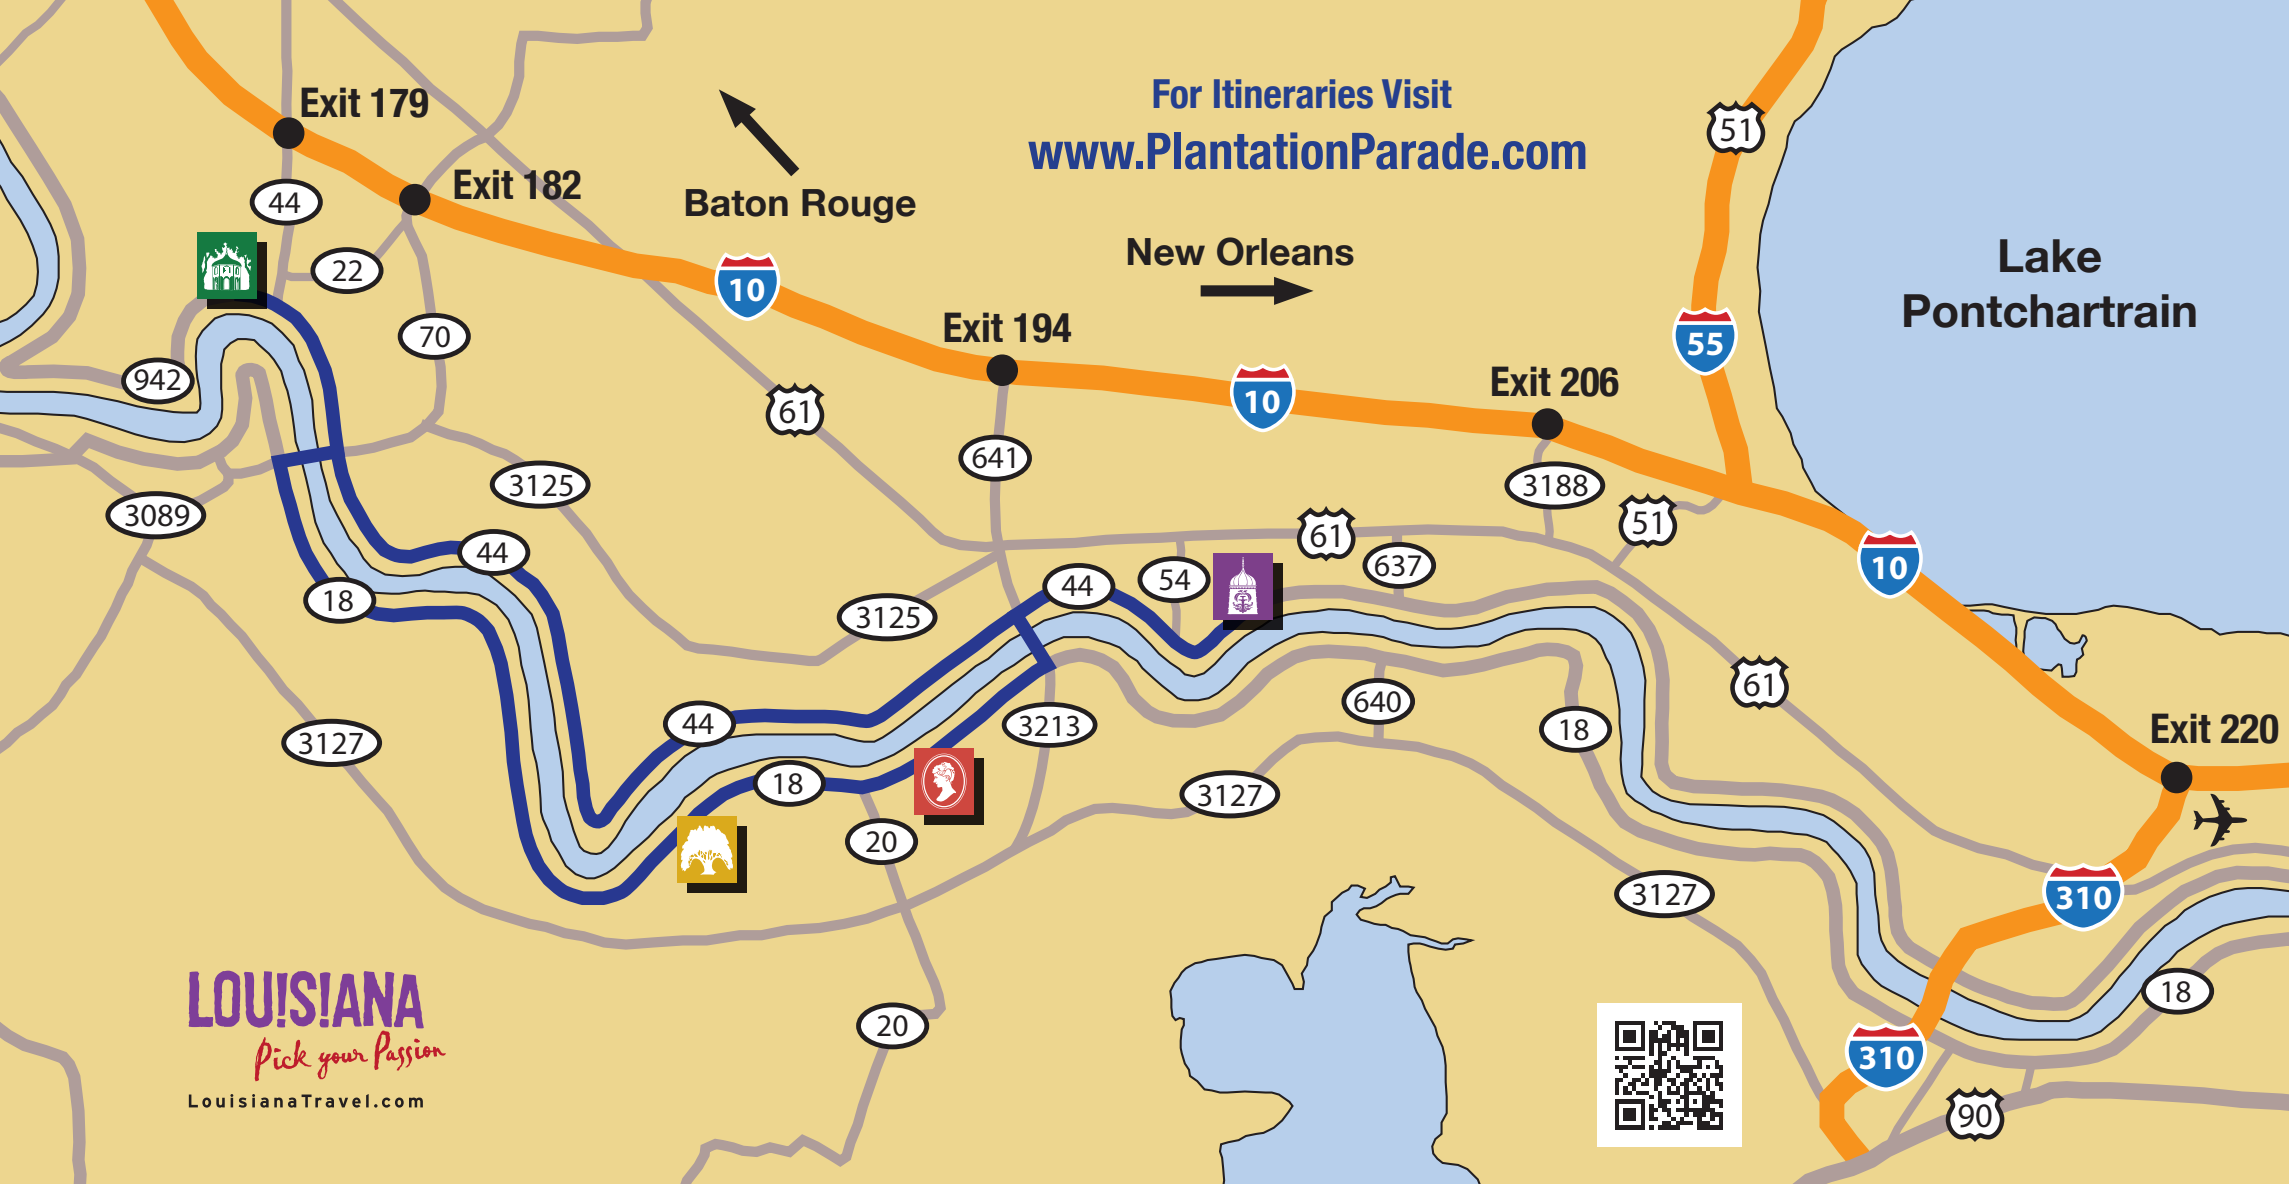 For Itineraries Visit
www.PlantationParade.com
Exit 179
Exit 182
Baton Rouge
New Orleans
Exit 194
Exit 206
Exit 220
Lake
Pontchartrain
51
44
22
10
55
70
942
61
10
641
3125
3188
3089
51
61
44
10
637
54
44
18
3125
61
640
44
3213
18
3127
18
3127
20
3127
310
18
20
310
90
LOU!S!ANA
Pick your Passion
LouisianaTravel.com